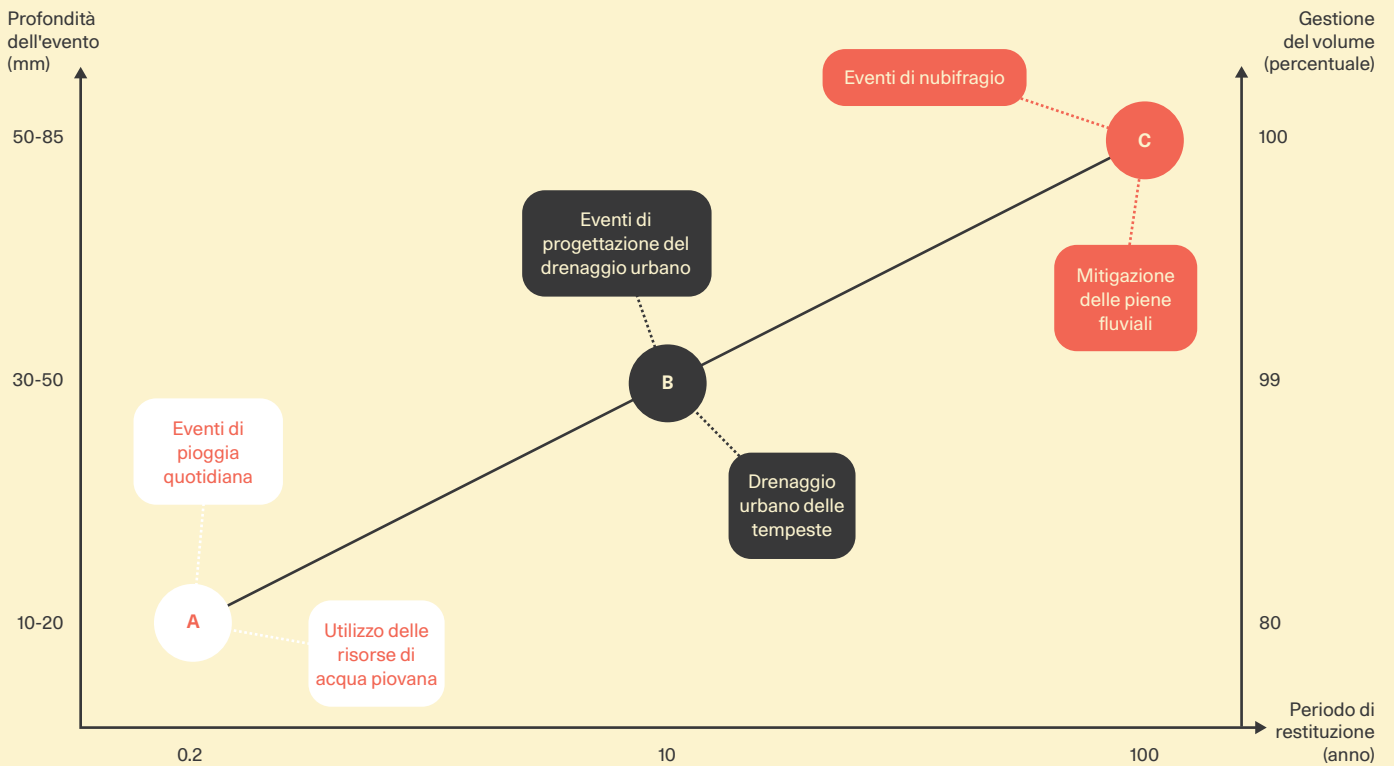 Profondità
dell'evento
(mm)
Gestione
del volume
(percentuale)
Eventi di nubifragio
50-85
C
100
Eventi di
progettazione del
drenaggio urbano
Mitigazione
delle piene
fluviali
30-50
B
99
Eventi di
pioggia
quotidiana
Drenaggio
urbano delle
tempeste
10-20
A
80
Utilizzo delle
risorse di
acqua piovana
Periodo di
restituzione
(anno)
0.2
10
100